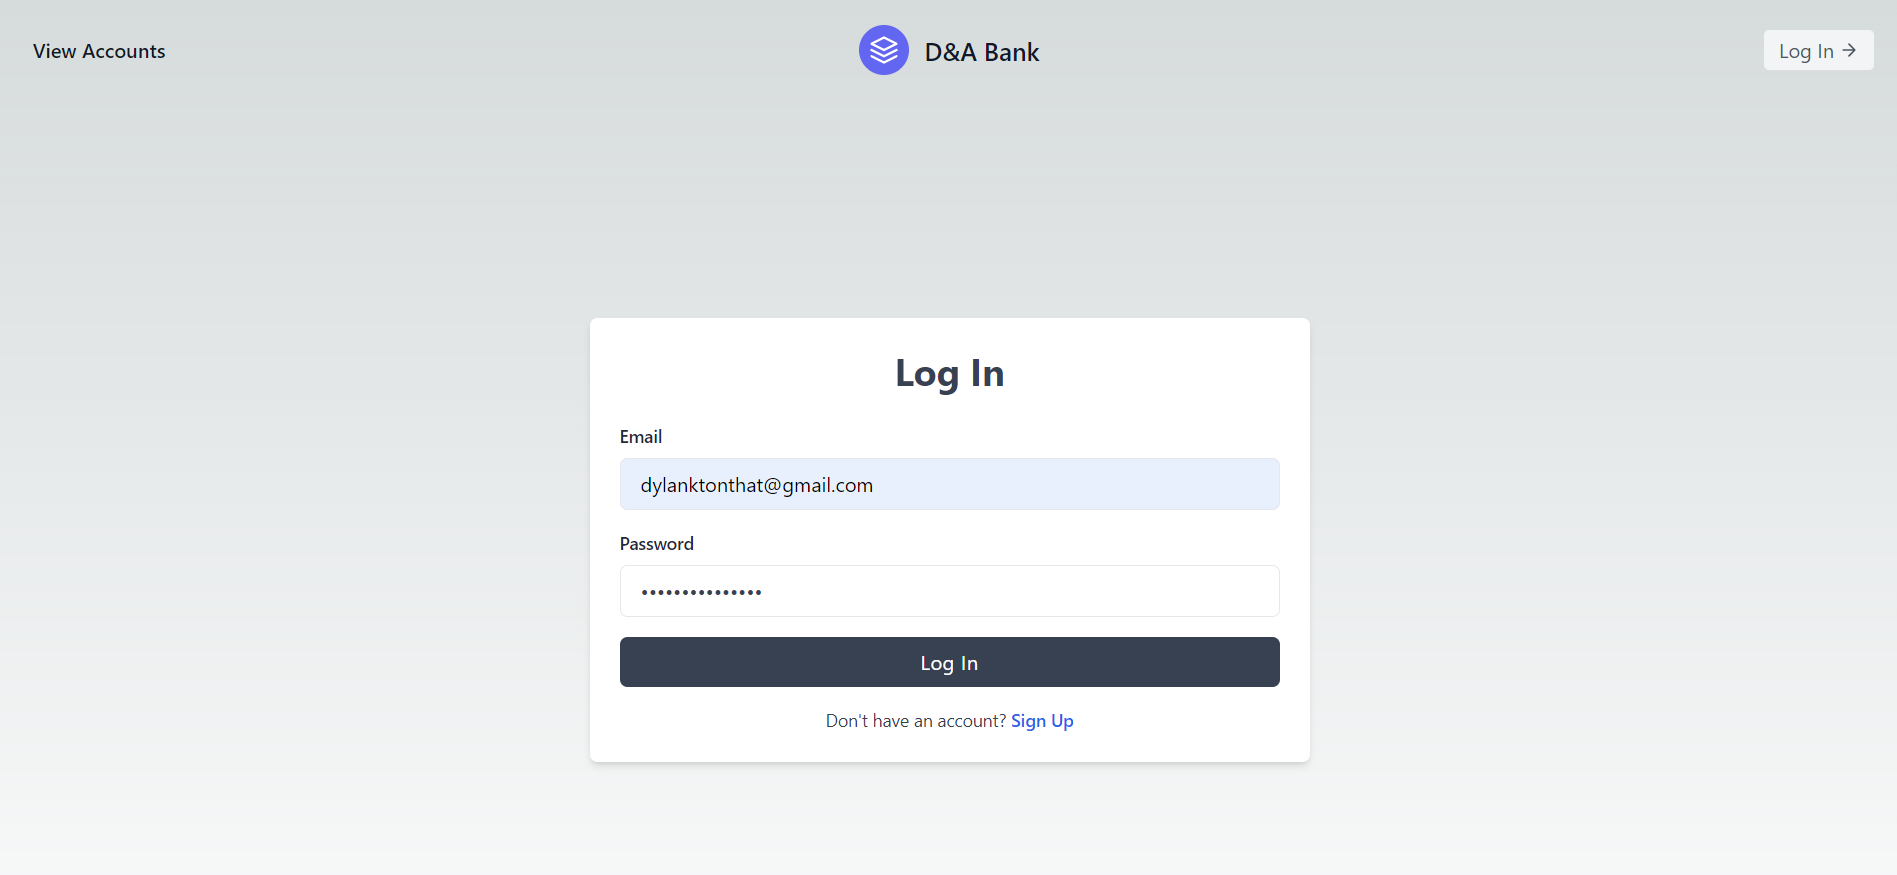 View Accounts
D&A Bank
Log In
Log In
Email
dylanktonthat@gmail.com
Password
•••••••••••••••
Log In
Don't have an account? Sign Up